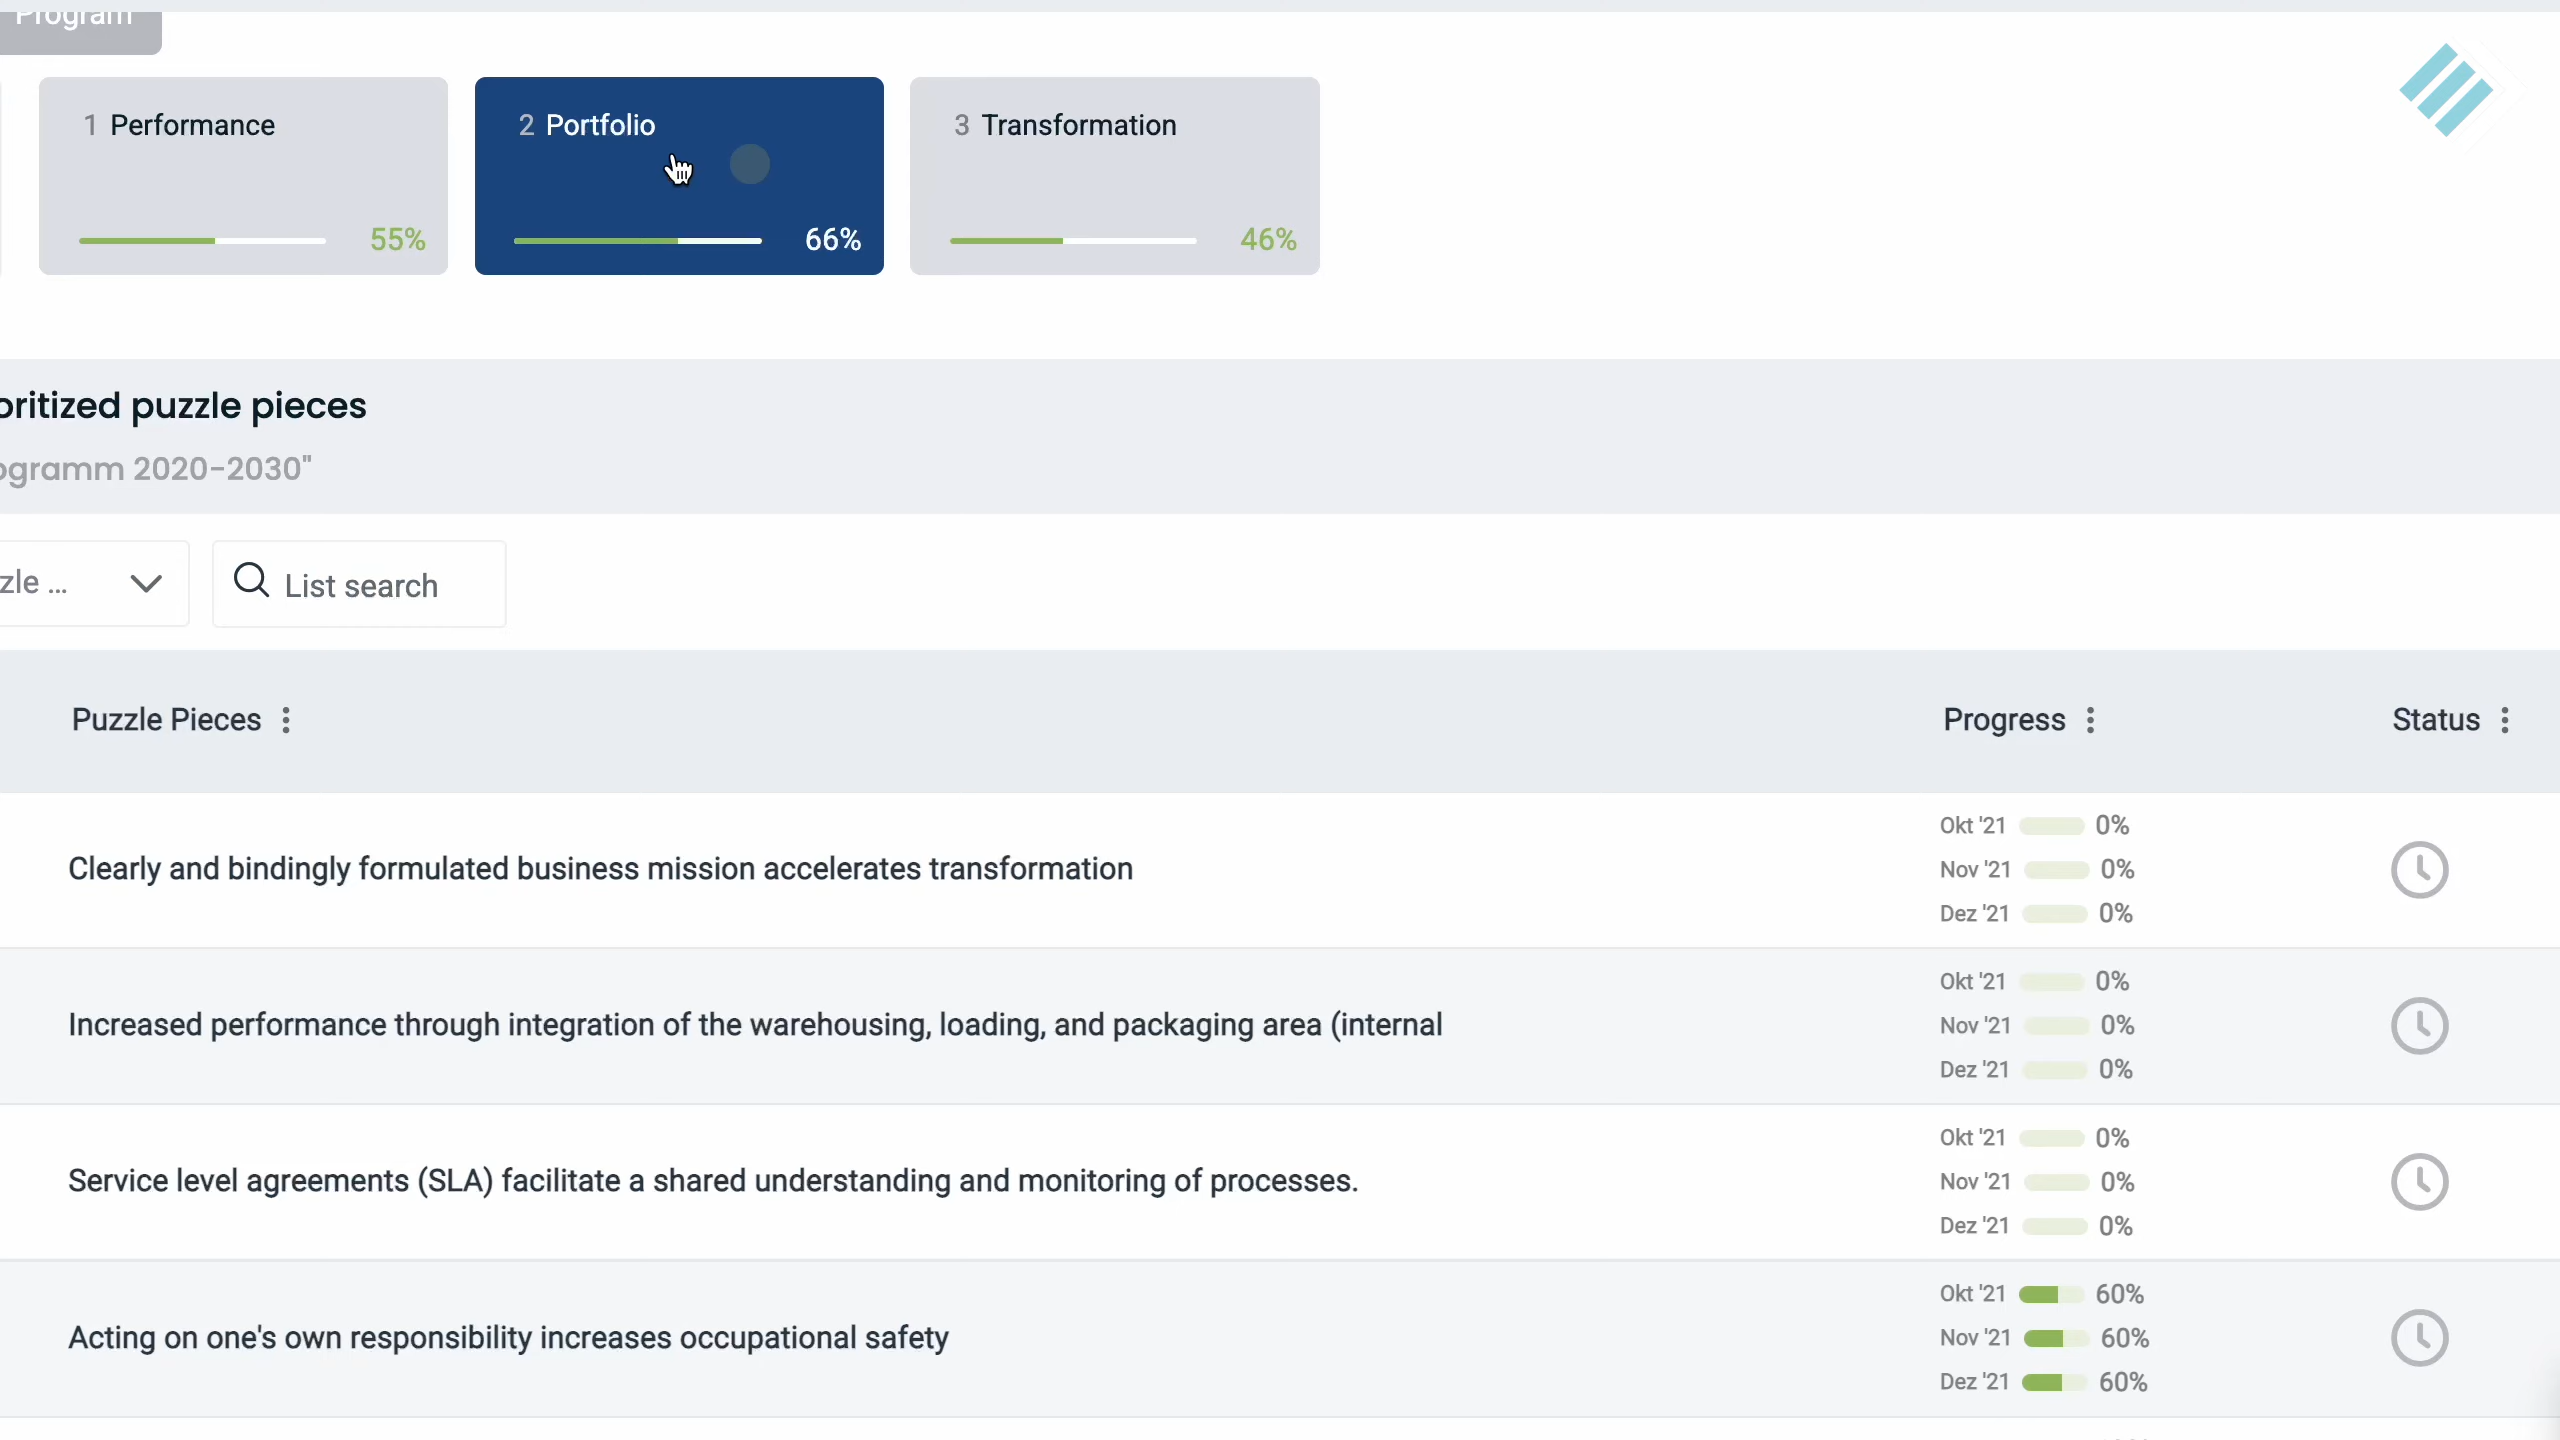 Program
1 Performance
55%
2 Portfolio
66%
3 Transformation
46%
oritized puzzle pieces
ogramm 2020-2030"
zle ...
List search
Puzzle Pieces
Progress
Status
Clearly and bindingly formulated business mission accelerates transformation
Okt '21 0%
Nov '21 0%
Dez '21 0%
Increased performance through integration of the warehousing, loading, and packaging area (internal
Okt '21 0%
Nov '21 0%
Dez '21 0%
Service level agreements (SLA) facilitate a shared understanding and monitoring of processes.
Okt '21 0%
Nov '21 0%
Dez '21 0%
Acting on one's own responsibility increases occupational safety
Okt '21 60%
Nov '21 60%
Dez '21 60%